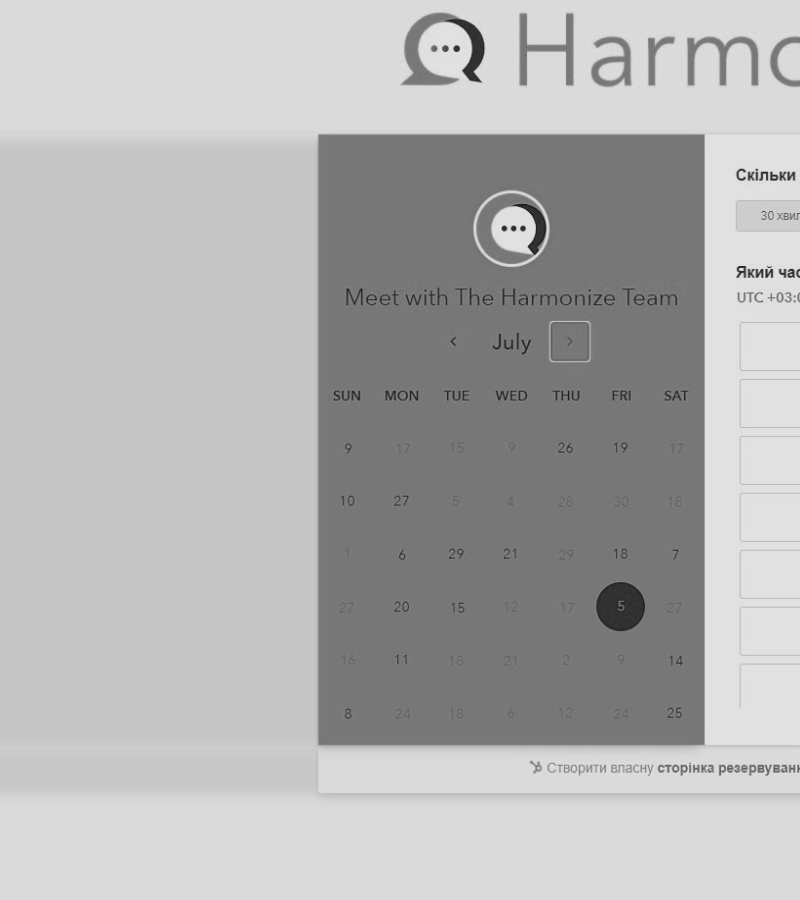 Harmo
Скільки
30 хвил
Який час
UTC +03:0
Meet with The Harmonize Team
July
SUN MON TUE WED THU FRI SAT
9 17 15 9 26 19 17
10 27 5 4 28 30 18
1 6 29 21 29 18 7
27 20 15 12 17 5 27
16 11 18 21 2 9 14
8 24 18 6 12 24 25
Створити власну сторінка резервуванн